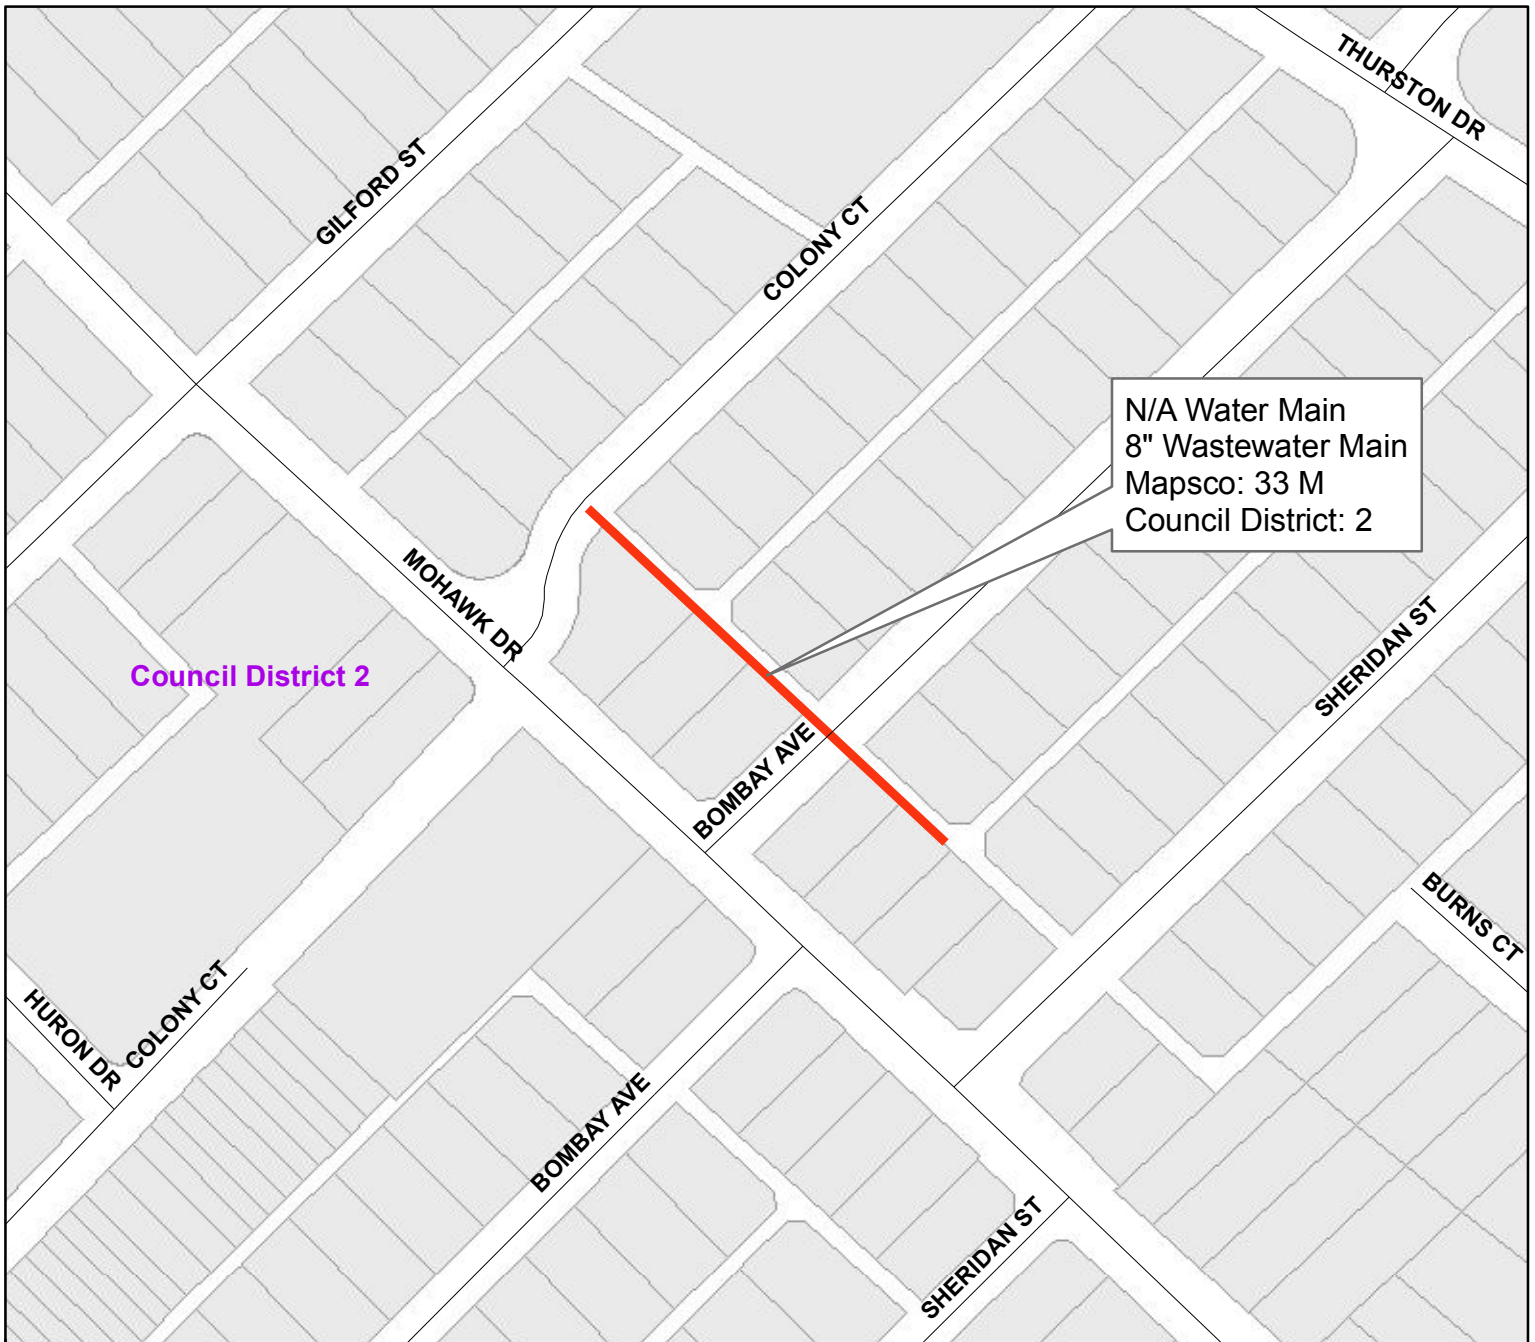 THURSTON DR
GILFORD ST
COLONY CT
N/A Water Main
8" Wastewater Main
Mapsco: 33 M
Council District: 2
MOHAWK DR
Council District 2
SHERIDAN ST
BOMBAY AVE
BURNS CT
HURON DR
COLONY CT
BOMBAY AVE
SHERIDAN ST